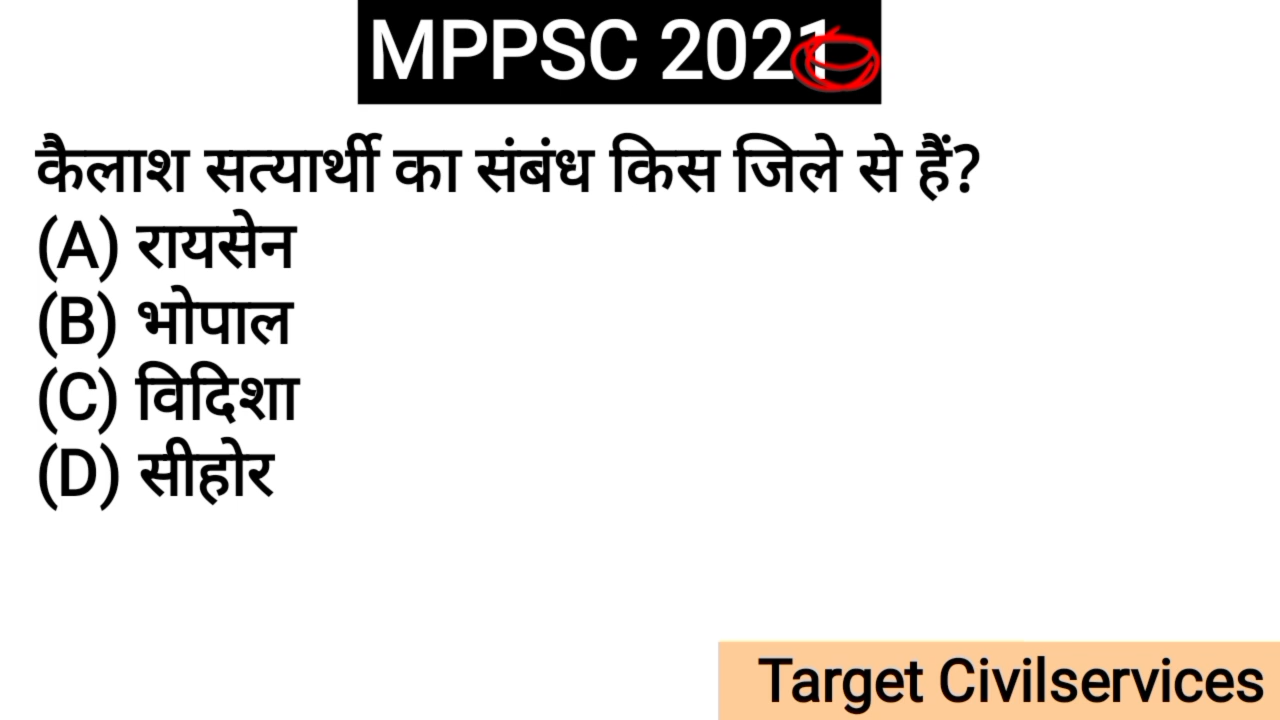 MPPSC 2021
कैलाश सत्यार्थी का संबंध किस जिले से हैं?
(A) रायसेन
(B) भोपाल
(C) विदिशा
(D) सीहोर
Target Civilservices